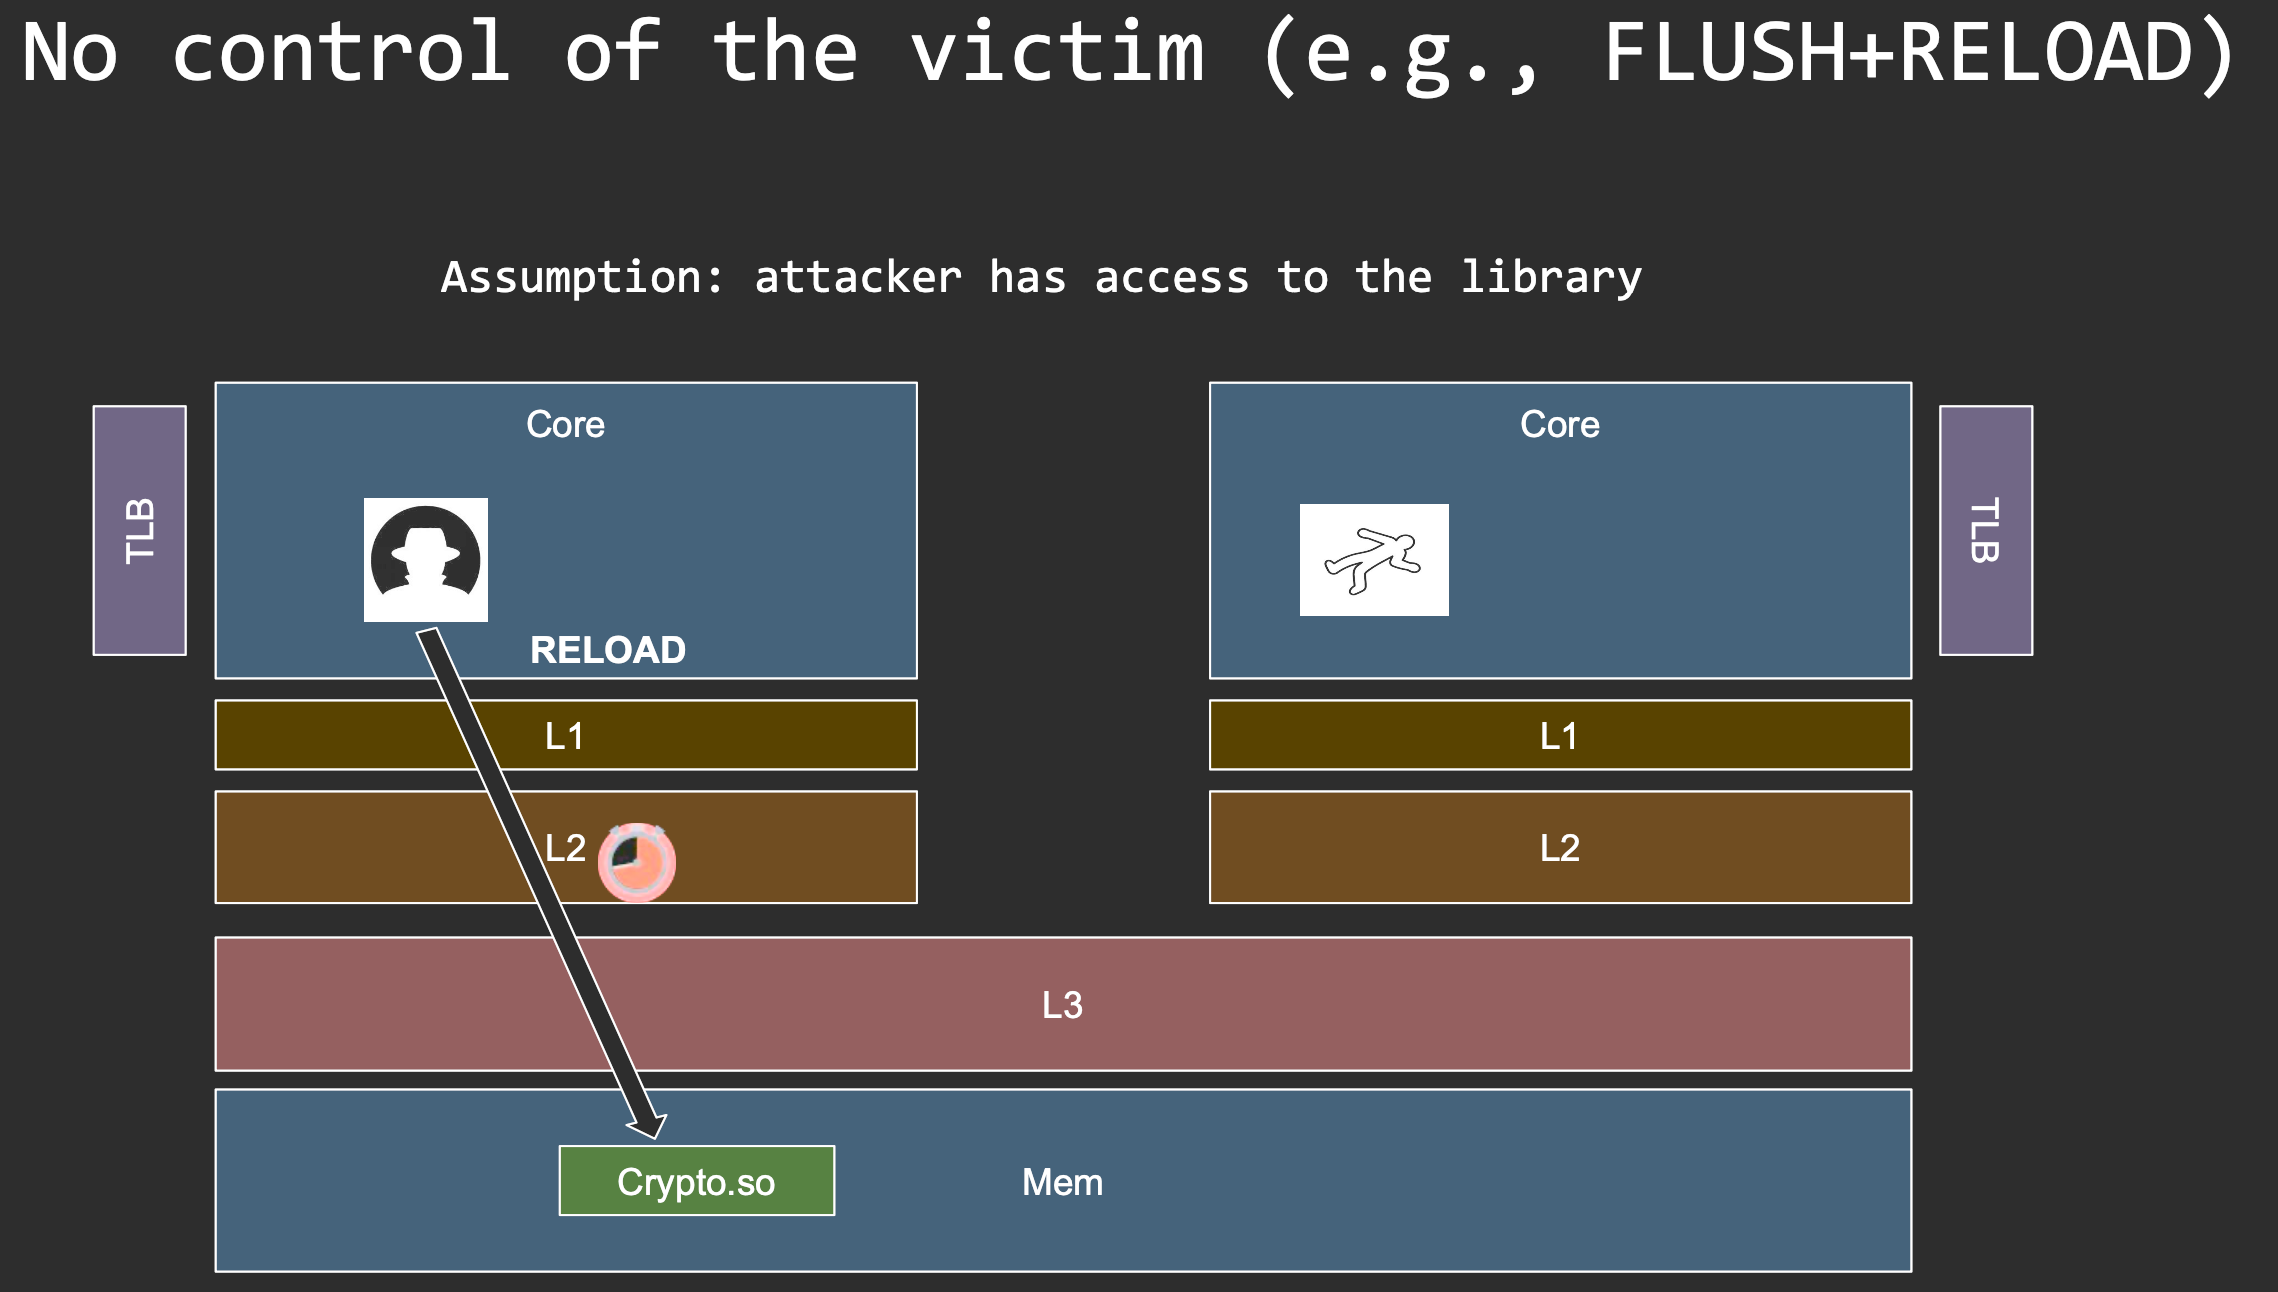 No control of the victim (e.g., FLUSH+RELOAD)
Assumption: attacker has access to the library
TLB
Core
RELOAD
Core
TLB
L1
L1
L2
L2
L3
Crypto.so
Mem